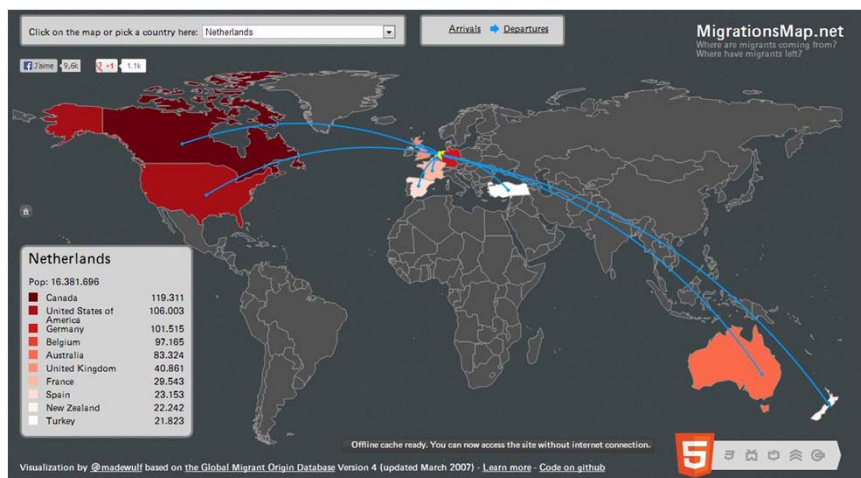 Click on the map or pick a country here: Netherlands
Arrivals Departures
MigrationsMap.net
Where are migrants coming from?
Where have migrants left?
J'aime 9,6k +1 1.1k
Netherlands
Pop: 16.381.696
Canada 119.311
United States of
America 106.003
Germany 101.515
Belgium 97.165
Australia 83.324
United Kingdom 40.861
France 29.543
Spain 23.153
New Zealand 22.242
Turkey 21.823
Offline cache ready. You can now access the site without internet connection.
5
Visualization by @madewulf based on the Global Migrant Origin Database Version 4 (updated March 2007) - Learn more - Code on github